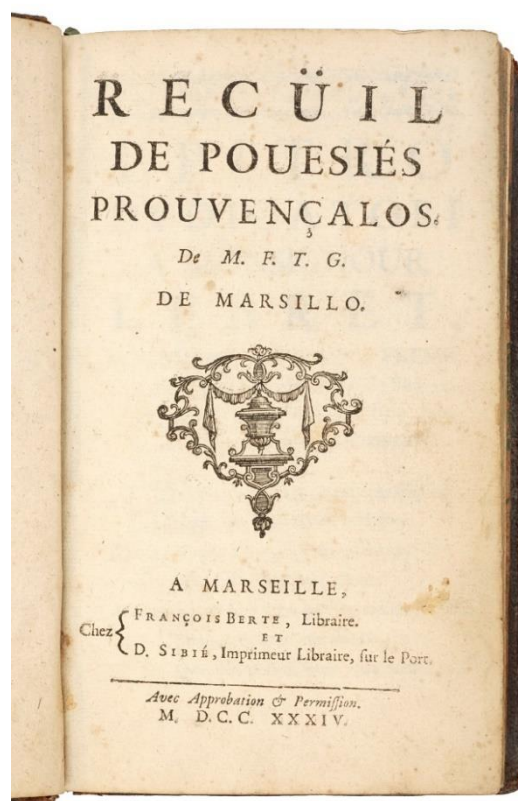 RECÜIL
DE POUESIÉS
PROUVENÇALOS.
De M. F. T. G.
DE MARSILLO.
A MARSEILLE,
Chez { FRANÇOIS BERTE, Libraire.
ET
D. SIBIÉ, Imprimeur Libraire, sur le Port.
Avec Approbation & Permiſſion.
M. D.C.C. XXXIV.